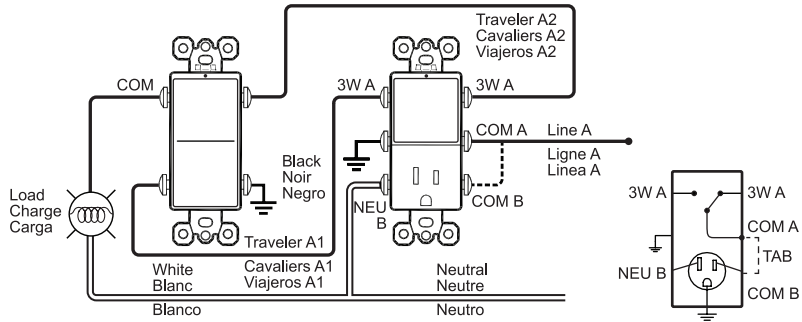 Traveler A2
Cavaliers A2
Viajeros A2
COM
3W A
3W A
COM A
Line A
Ligne A
Linea A
Black
Noir
Negro
Load
Charge
Carga
NEU
B
COM B
Traveler A1
Cavaliers A1
Viajeros A1
White
Blanc
Blanco
Neutral
Neutre
Neutro
3W A
3W A
COM A
TAB
NEU B
COM B